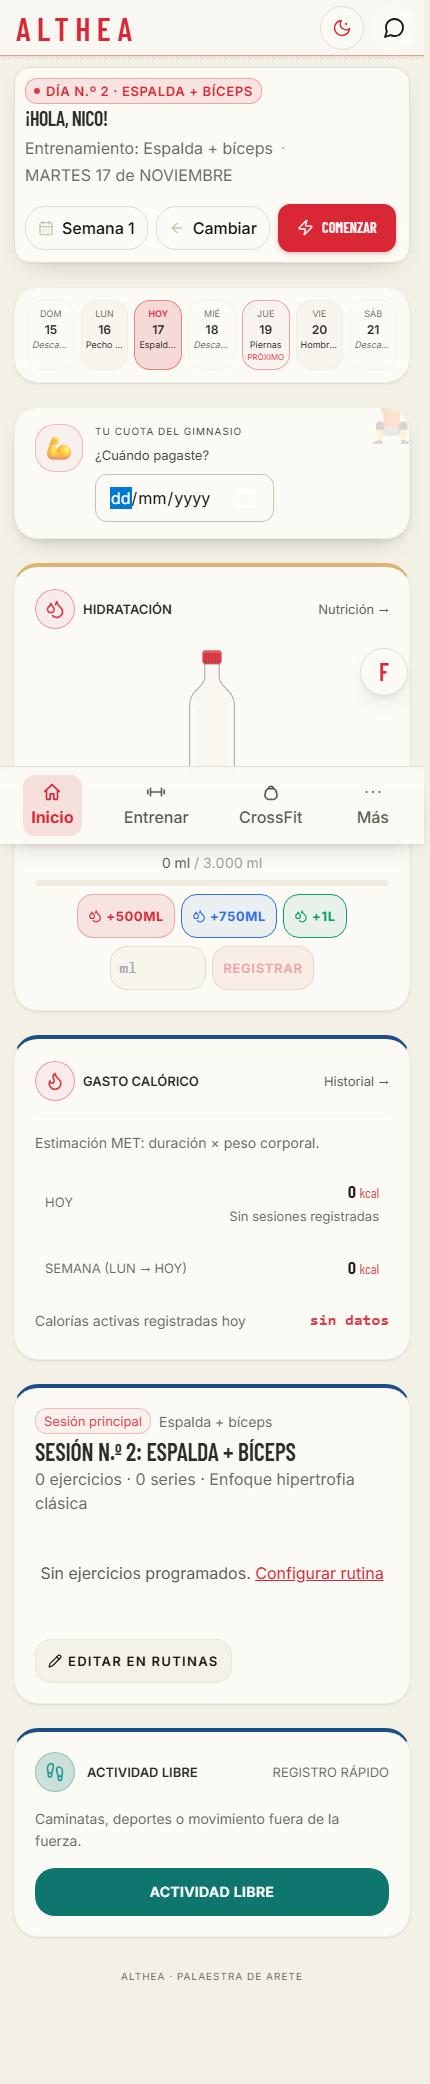 ALTHEA
DÍA N.º 2 · ESPALDA + BÍCEPS
¡HOLA, NICO!
Entrenamiento: Espalda + bíceps ·
MARTES 17 de NOVIEMBRE
Semana 1
Cambiar
COMENZAR
DOM
15
Desca...
LUN
16
Pecho ...
HOY
17
Espald...
MIÉ
18
Desca...
JUE
19
Piernas
PRÓXIMO
VIE
20
Hombr...
SÁB
21
Desca...
TU CUOTA DEL GIMNASIO
¿Cuándo pagaste?
dd/mm/yyyy
HIDRATACIÓN
Nutrición →
F
Inicio
Entrenar
CrossFit
Más
0 ml / 3.000 ml
+500ML
+750ML
+1L
ml
REGISTRAR
GASTO CALÓRICO
Historial →
Estimación MET: duración × peso corporal.
HOY
0 kcal
Sin sesiones registradas
SEMANA (LUN → HOY)
0 kcal
Calorías activas registradas hoy
sin datos
Sesión principal
Espalda + bíceps
SESIÓN N.º 2: ESPALDA + BÍCEPS
0 ejercicios · 0 series · Enfoque hipertrofia
clásica
Sin ejercicios programados. Configurar rutina
EDITAR EN RUTINAS
ACTIVIDAD LIBRE
REGISTRO RÁPIDO
Caminatas, deportes o movimiento fuera de la
fuerza.
ACTIVIDAD LIBRE
ALTHEA · PALAESTRA DE ARETE